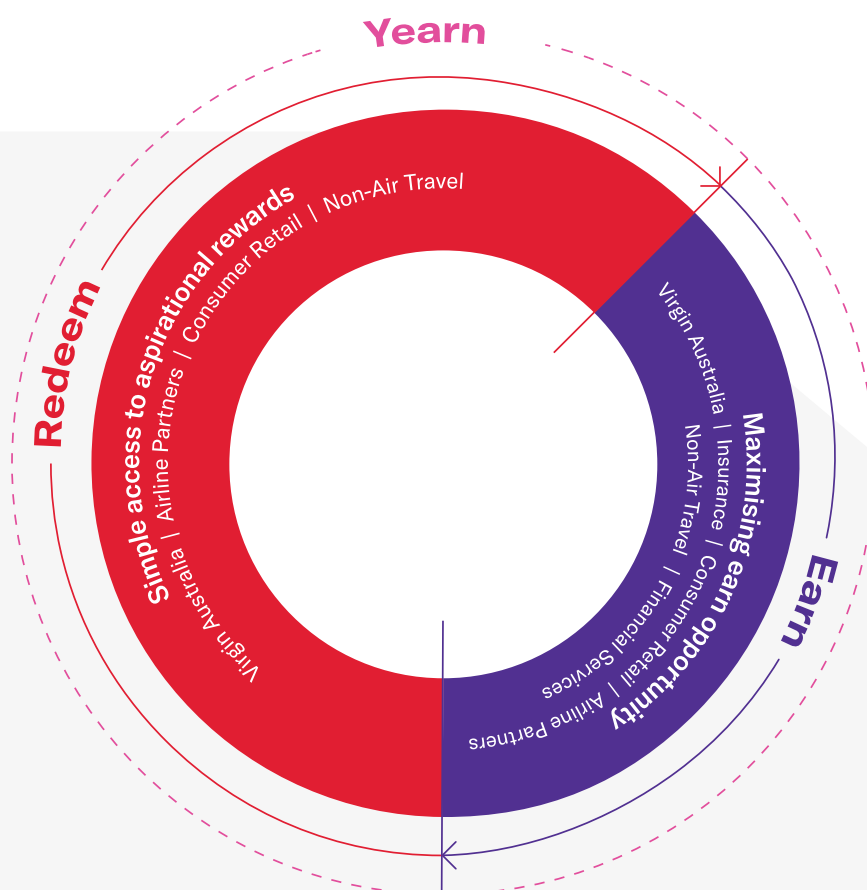 Yearn
Redeem
Simple access to aspirational rewards
Virgin Australia | Airline Partners | Consumer Retail | Non-Air Travel
Earn
Maximising earn opportunity
Virgin Australia | Insurance | Consumer Retail | Airline Partners
Non-Air Travel | Financial Services